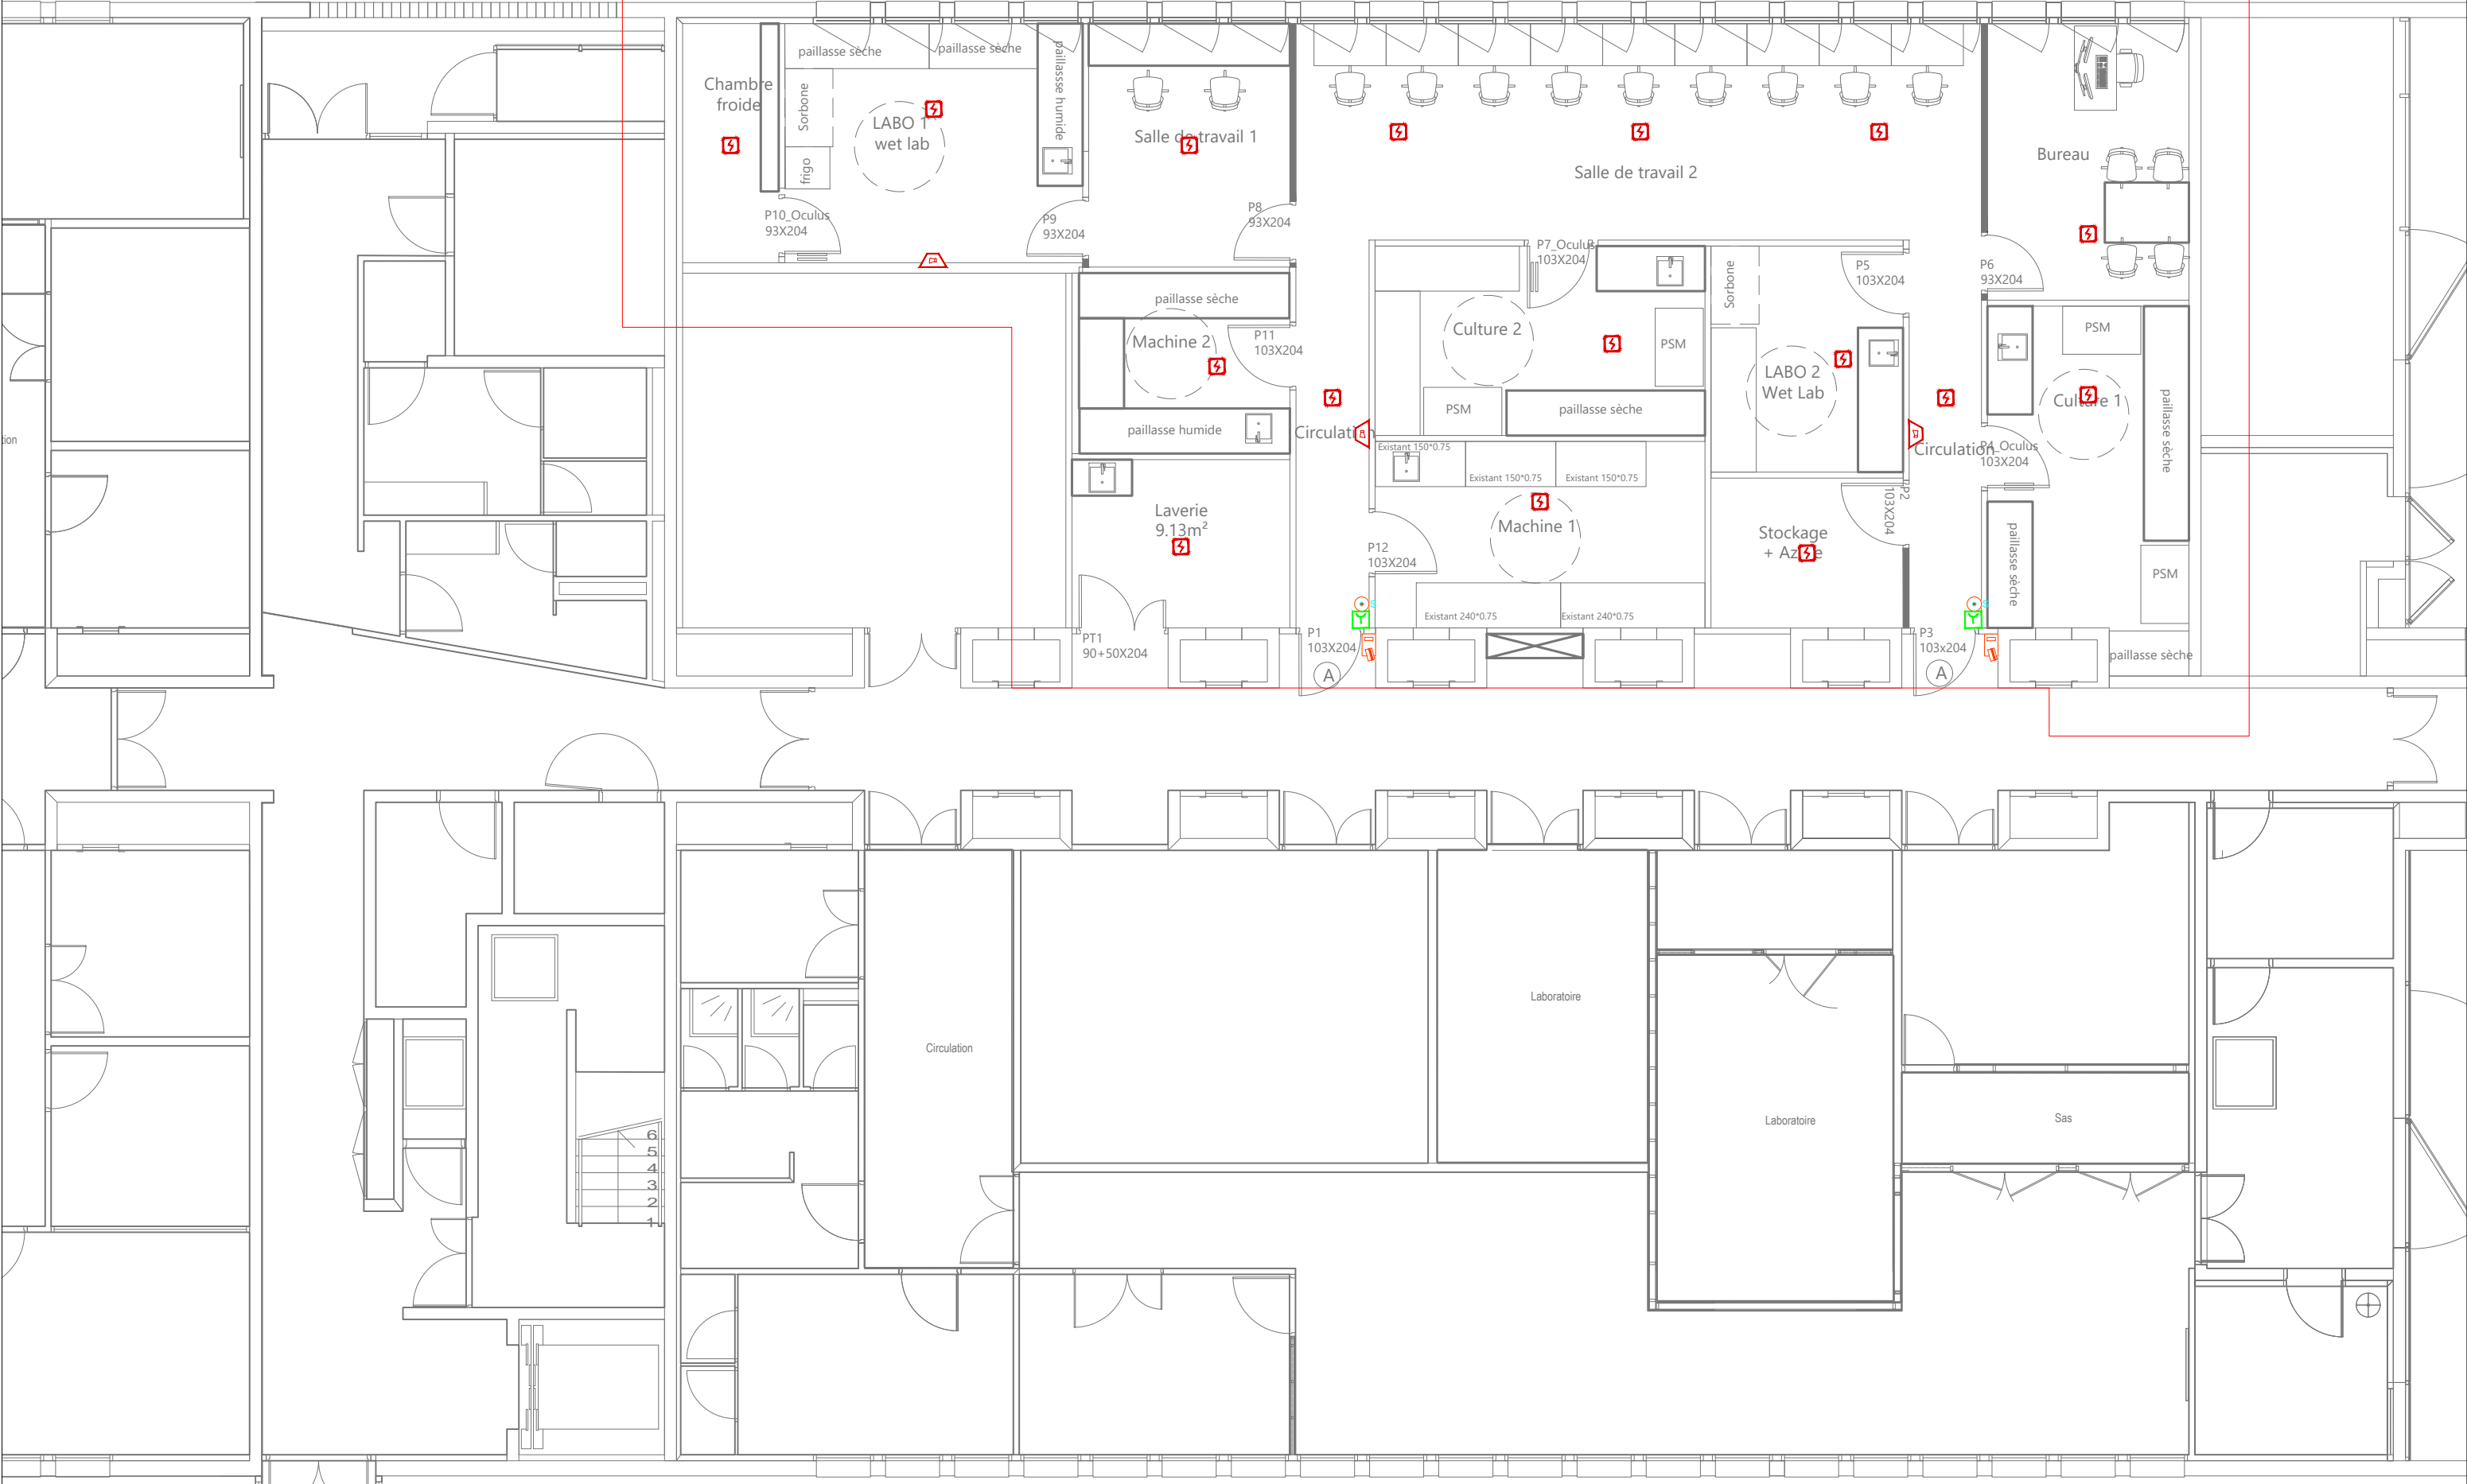 paillasse sèche
paillasse sèche
paillassse humide
Chambre
froide
Sorbone
frigo
LABO 1
wet lab
Salle de travail 1
Salle de travail 2
Bureau
P10_Oculus
93X204
P9
93X204
P8
93X204
P7_Oculus
103X204
P5
103X204
P6
93X204
Sorbone
paillasse sèche
Machine 2
P11
103X204
Culture 2
PSM
PSM
LABO 2
Wet Lab
PSM
Culture 1
paillasse sèche
PSM
paillasse sèche
paillasse humide
paillasse sèche
Circulation
Circulation
P4_Oculus
103X204
Existant 150*0.75
Existant 150*0.75
Existant 150*0.75
Laverie
9.13m²
Machine 1
P2
103X204
Stockage
+ Azote
P12
103X204
paillasse sèche
Existant 240*0.75
Existant 240*0.75
S
S
PT1
90+50X204
P1
103X204
A
P3
103x204
A
paillasse sèche
tion
Laboratoire
Circulation
Laboratoire
Sas
6
5
4
3
2
1